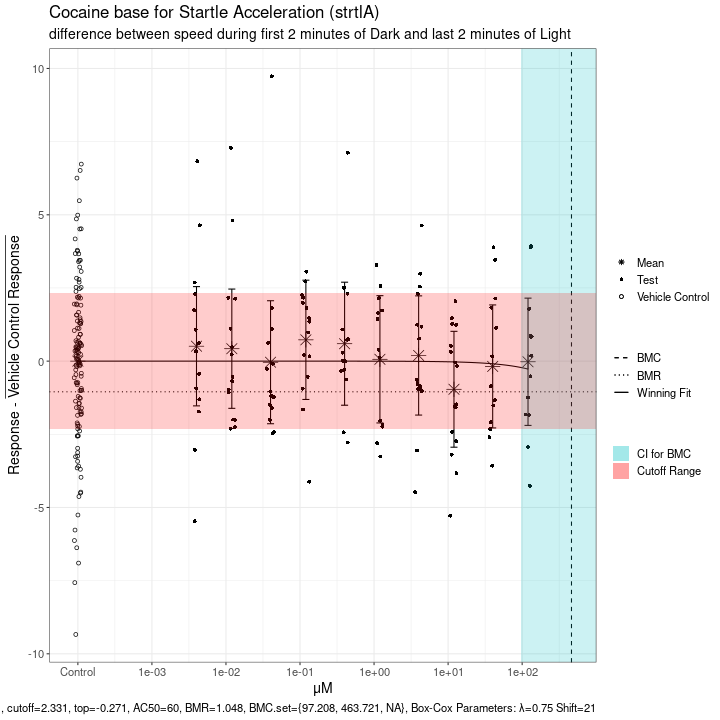 Cocaine base for Startle Acceleration (strtlA)
difference between speed during first 2 minutes of Dark and last 2 minutes of Light
Response - Vehicle Control Response
10
5
0
-5
-10
Control
1e-03
1e-02
1e-01
1e+00
1e+01
1e+02
μM
Mean
Test
Vehicle Control
BMC
BMR
Winning Fit
CI for BMC
Cutoff Range
, cutoff=2.331, top=-0.271, AC50=60, BMR=1.048, BMC.set={97.208, 463.721, NA}, Box-Cox Parameters: λ=0.75 Shift=21